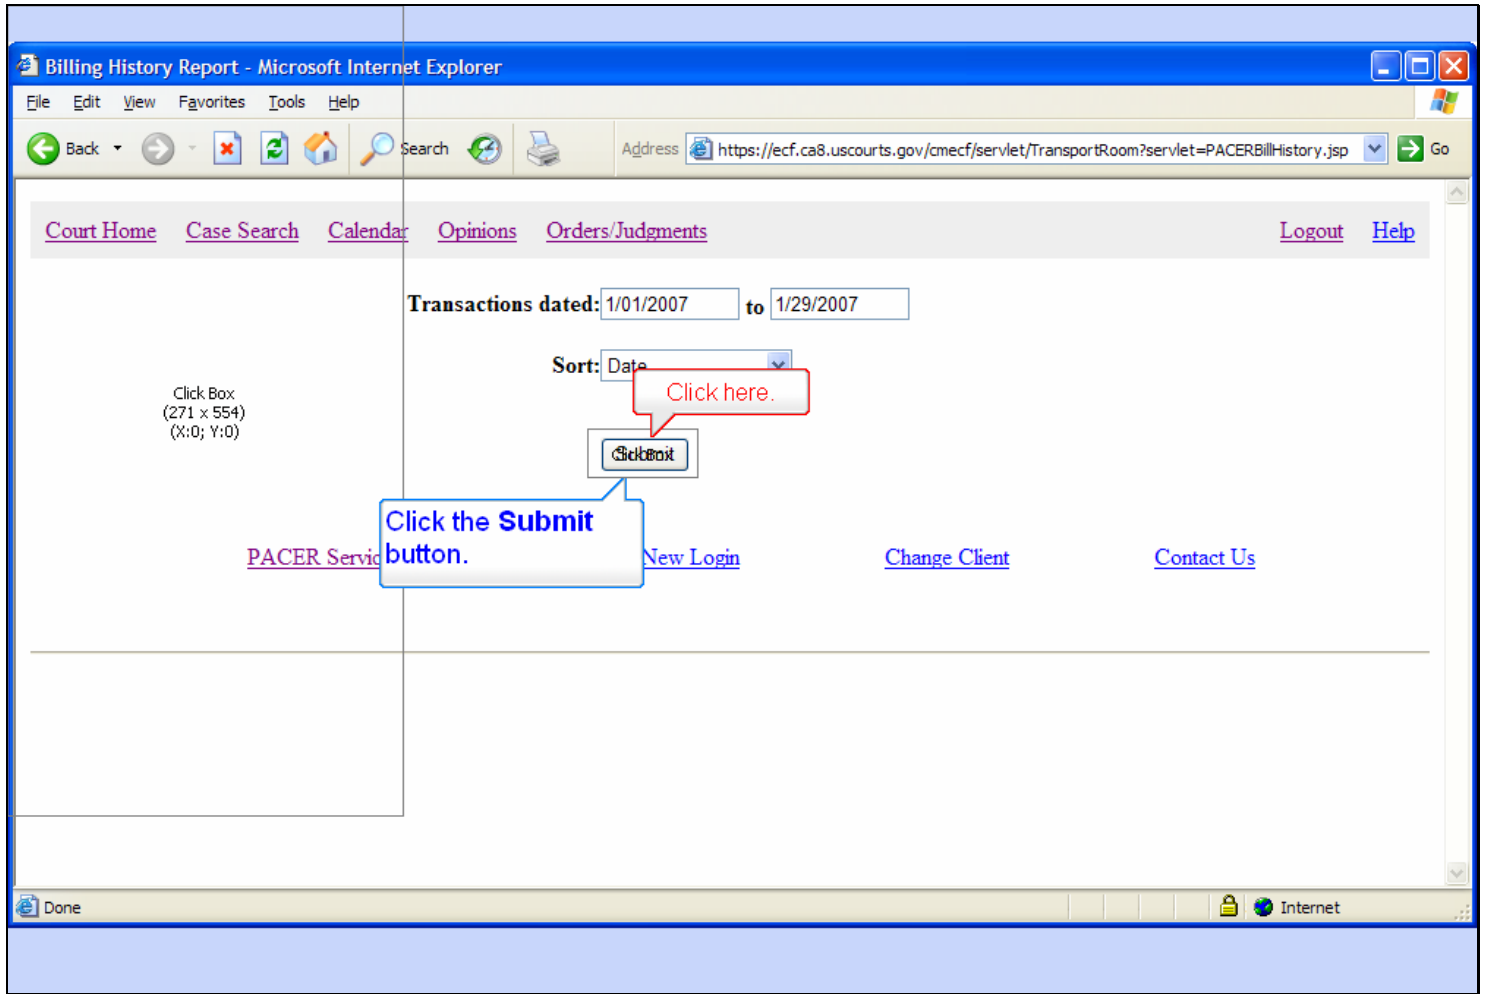 Billing History Report - Microsoft Internet Explorer
File Edit View Favorites Tools Help
Back Search Address https://ecf.ca8.uscourts.gov/cmecf/servlet/TransportRoom?servlet=PACERBillHistory.jsp Go
Court Home Case Search Calendar Opinions Orders/Judgments Logout Help
Transactions dated: 1/01/2007 to 1/29/2007
Sort: Date
Click here.
Click Box
(271 x 554)
(X:0; Y:0)
Click the Submit
button.
PACER New Login Change Client Contact Us
Done Internet